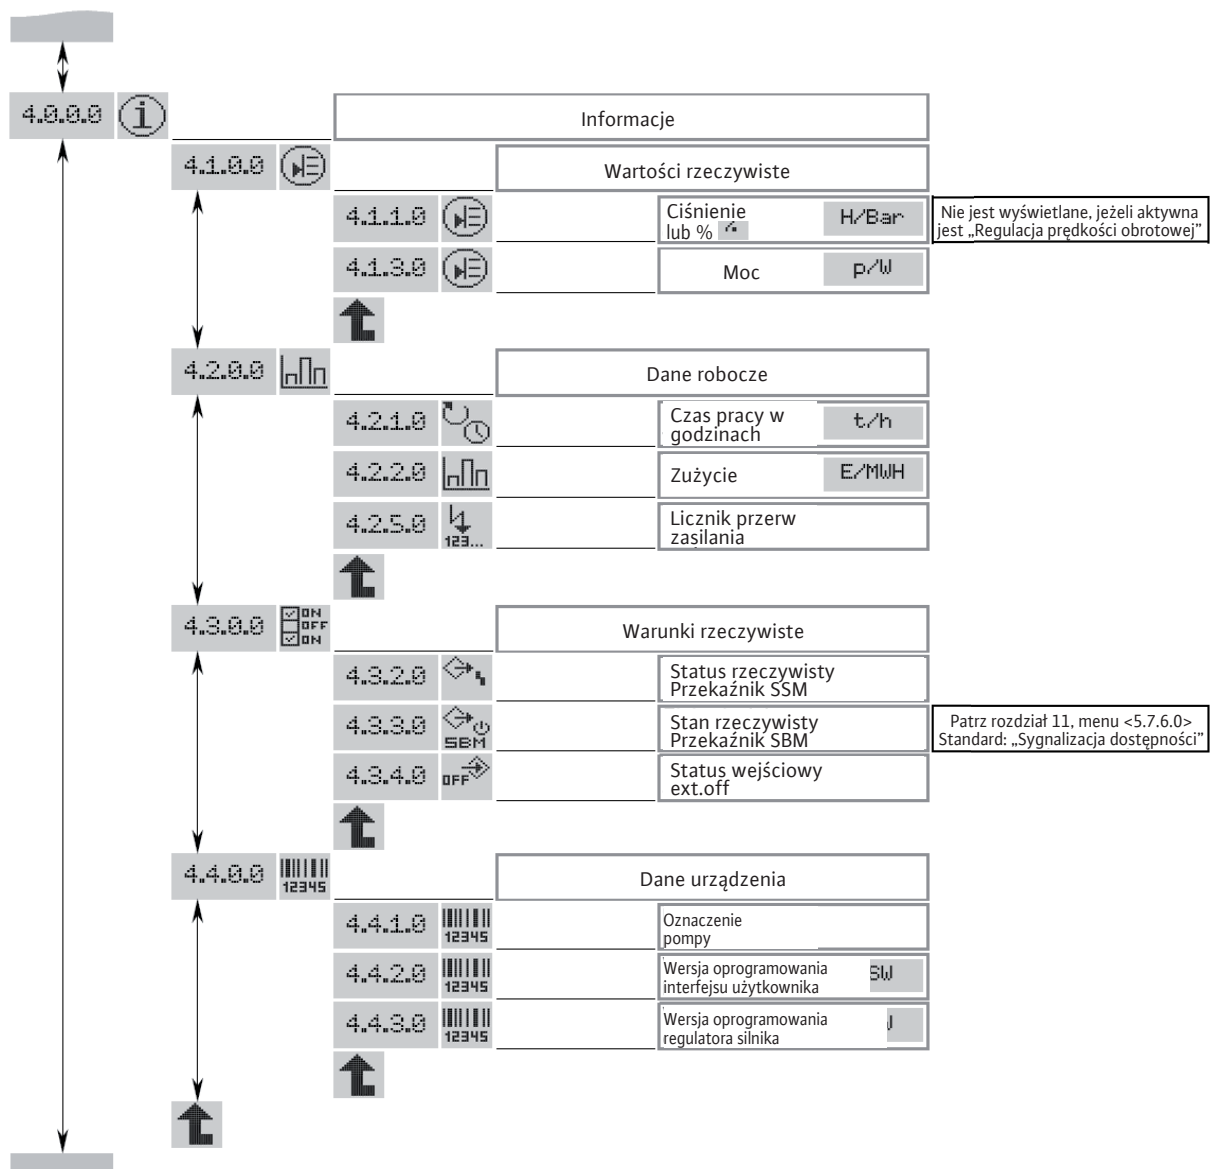 4.0.0.0 i Informacje
4.1.0.0 Wartości rzeczywiste
4.1.1.0 Ciśnienie H/Bar Nie jest wyświetlane, jeżeli aktywna
lub % % jest „Regulacja prędkości obrotowej”
4.1.3.0 Moc p/W
4.2.0.0 Dane robocze
4.2.1.0 Czas pracy w t/h
godzinach
4.2.2.0 Zużycie E/MWH
4.2.5.0 123... Licznik przerw
zasilania
4.3.0.0 ON Warunki rzeczywiste
OFF
ON
4.3.2.0 Status rzeczywisty
Przekaźnik SSM
4.3.3.0 SBM Stan rzeczywisty Patrz rozdział 11, menu <5.7.6.0>
Przekaźnik SBM Standard: „Sygnalizacja dostępności”
4.3.4.0 OFF Status wejściowy
ext.off
4.4.0.0 12345 Dane urządzenia
4.4.1.0 12345 Oznaczenie
pompy
4.4.2.0 12345 Wersja oprogramowania SW
interfejsu użytkownika
4.4.3.0 12345 Wersja oprogramowania
regulatora silnika